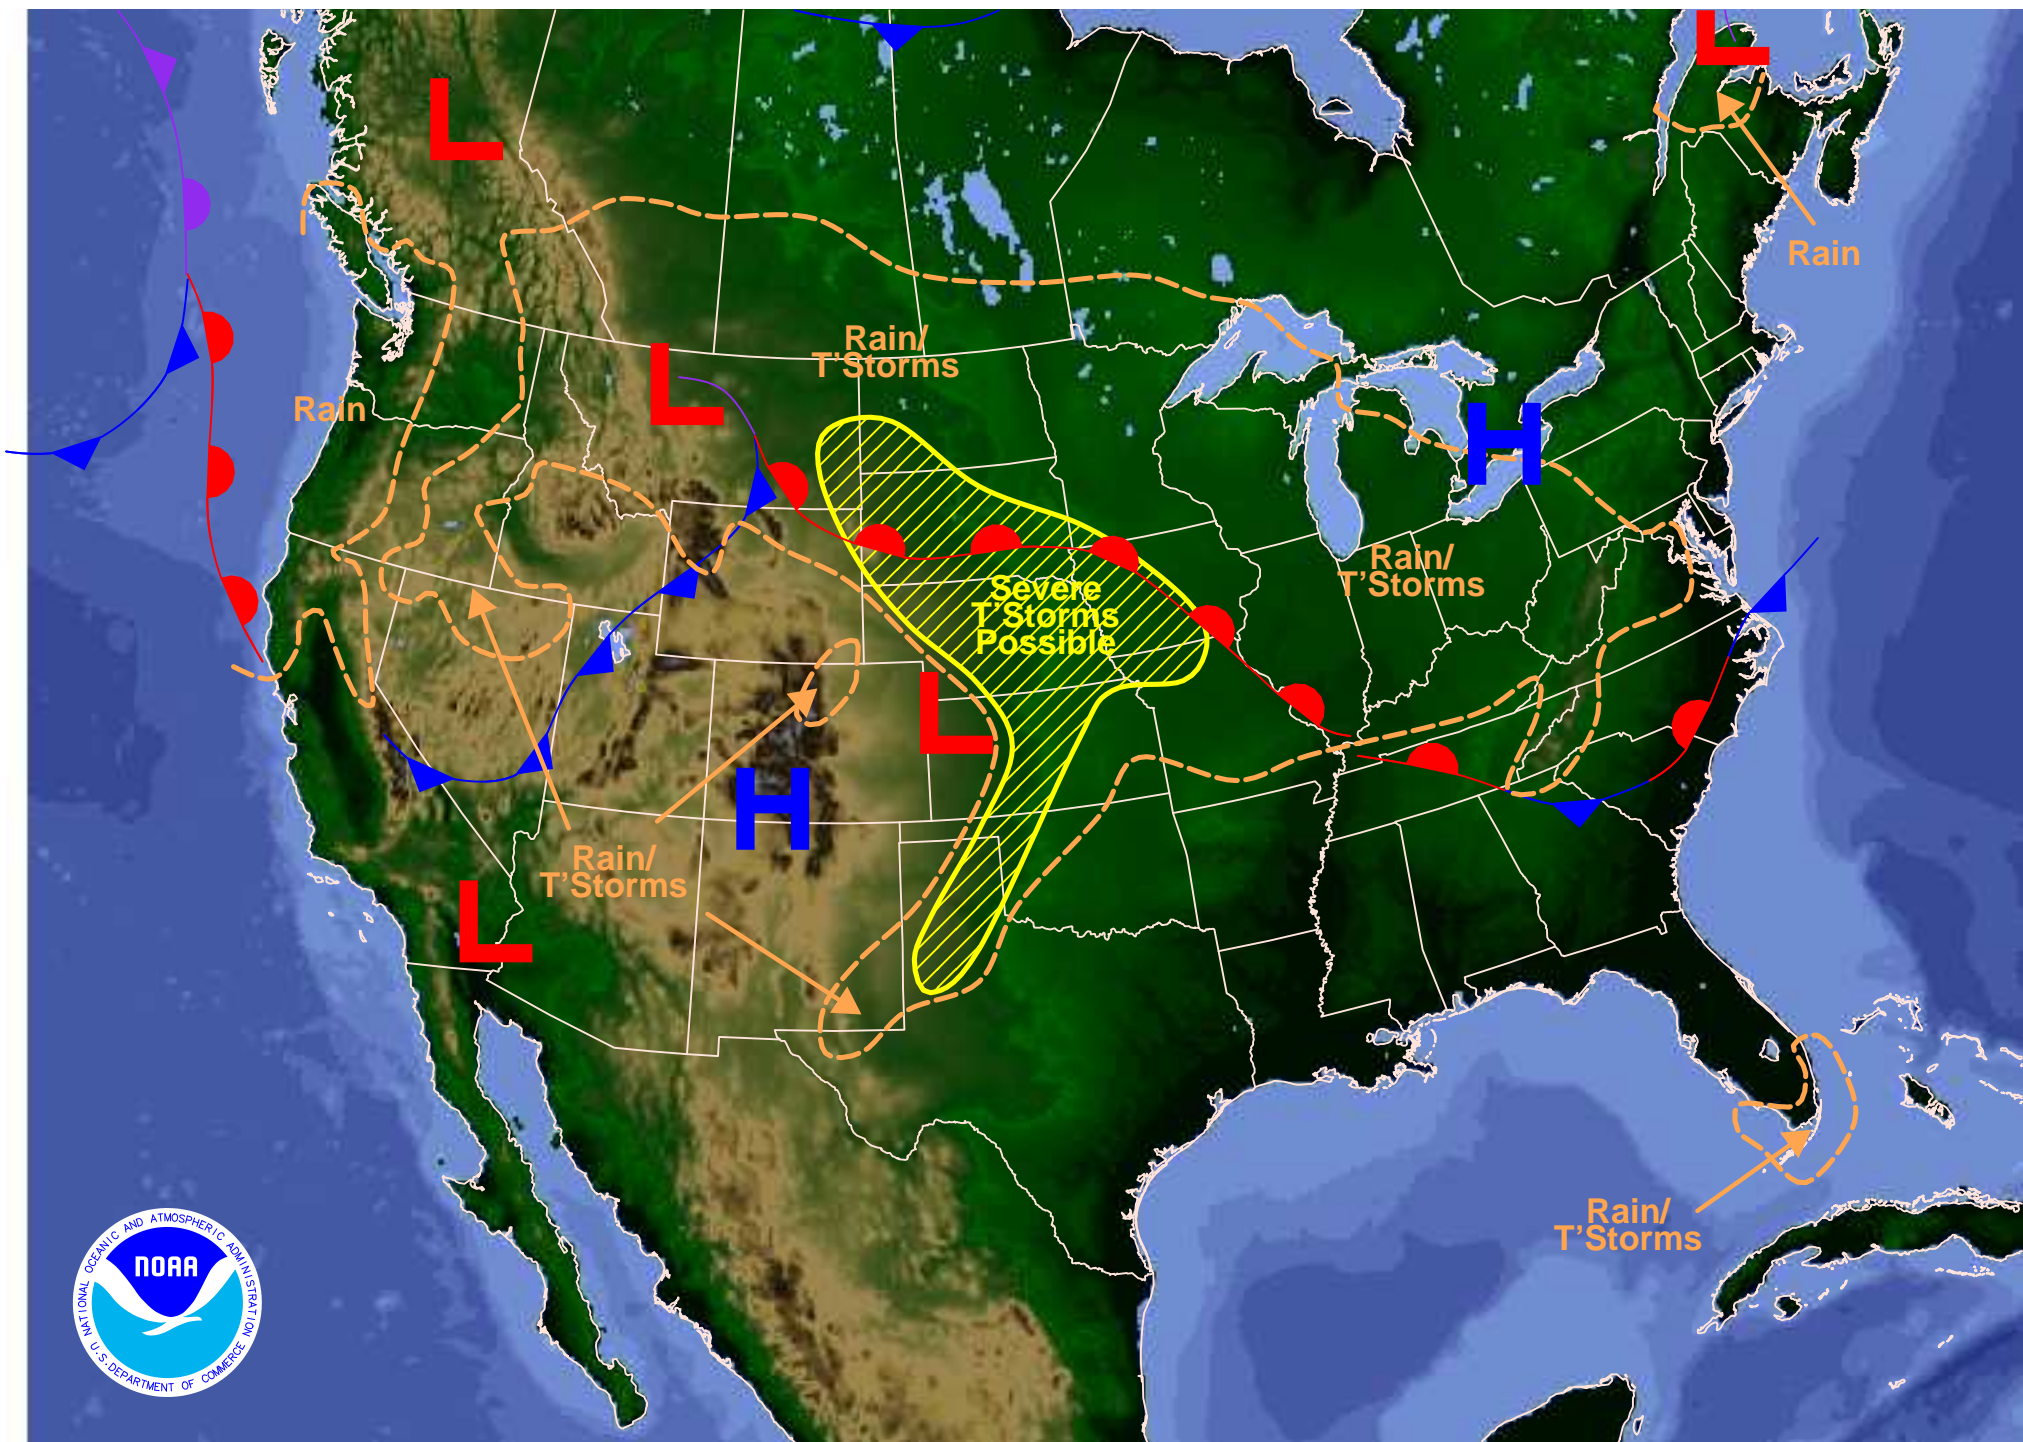 L
L
Rain
Rain/
T'Storms
L
Rain
H
Rain/
T'Storms
Severe
T'Storms
Possible
L
H
Rain/
T'Storms
L
Rain/
T'Storms
NOAA
NATIONAL OCEANIC AND ATMOSPHERIC ADMINISTRATION
U.S. DEPARTMENT OF COMMERCE